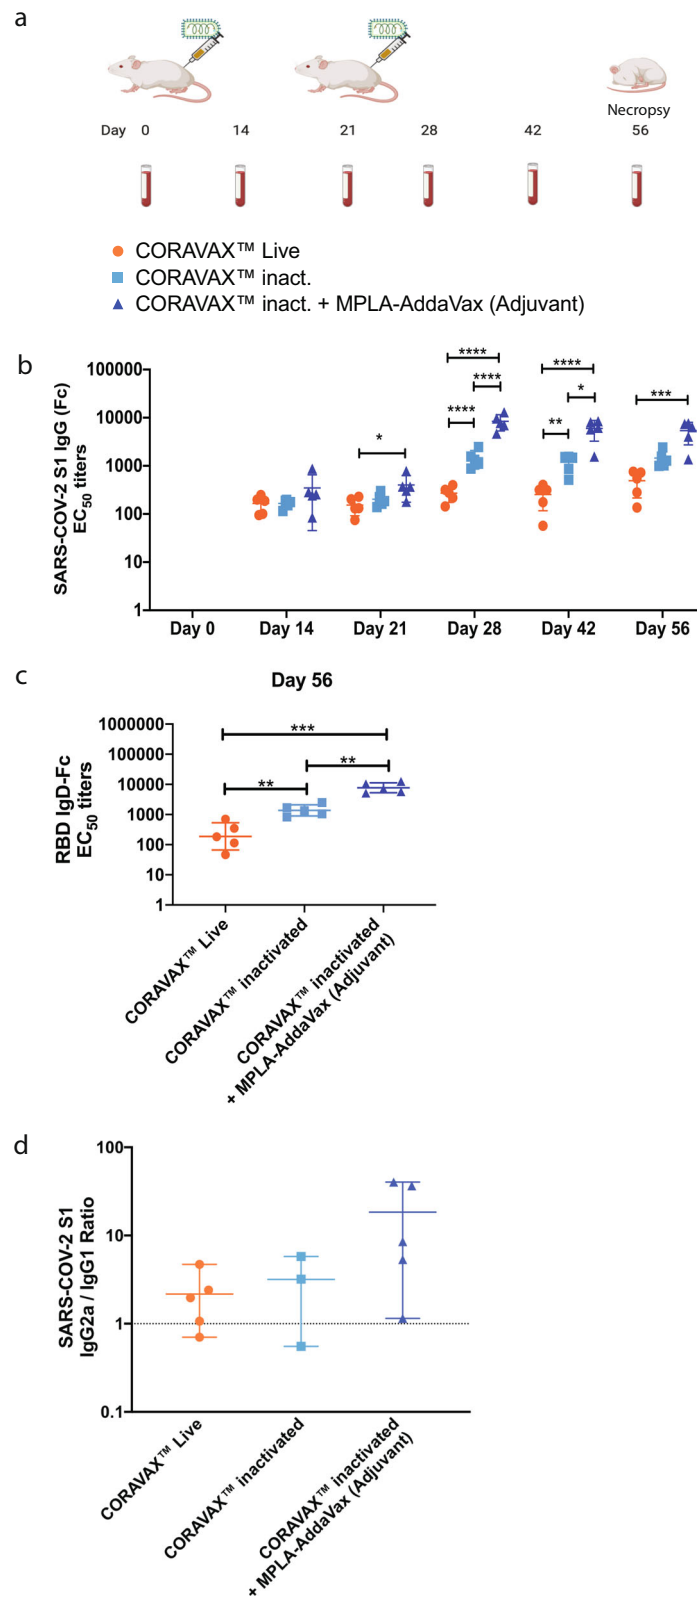 a
Necropsy
Day 0 14 21 28 42 56
CORAVAX™ Live
CORAVAX™ inact.
CORAVAX™ inact. + MPLA-AddaVax (Adjuvant)
b
SARS-COV-2 S1 IgG (Fc)
EC50 titers
100000
10000
1000
100
10
1
****
****
****
*
****
*
**
***
Day 0 Day 14 Day 21 Day 28 Day 42 Day 56
c
Day 56
RBD IgD-Fc
EC50 titers
1000000
100000
10000
1000
100
10
1
***
**
**
CORAVAX™ Live
CORAVAX™ inactivated
CORAVAX™ inactivated
+ MPLA-AddaVax (Adjuvant)
d
SARS-COV-2 S1
IgG2a / IgG1 Ratio
100
10
1
0.1
CORAVAX™ Live
CORAVAX™ inactivated
CORAVAX™ inactivated
+ MPLA-AddaVax (Adjuvant)